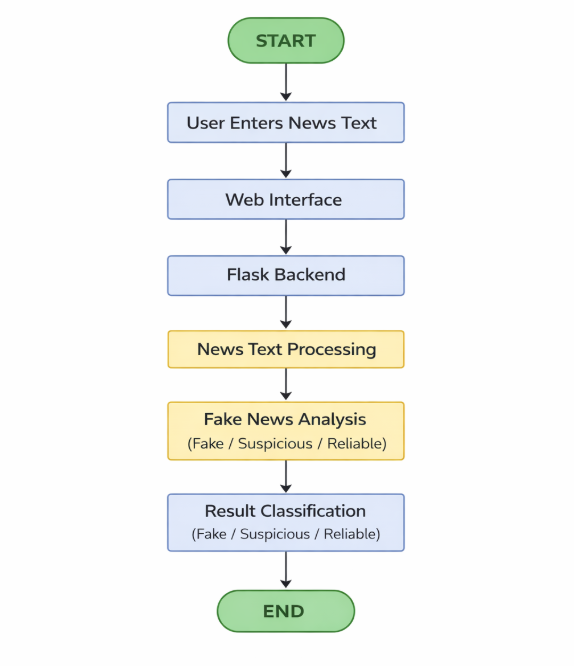 START
User Enters News Text
Web Interface
Flask Backend
News Text Processing
Fake News Analysis
(Fake / Suspicious / Reliable)
Result Classification
(Fake / Suspicious / Reliable)
END